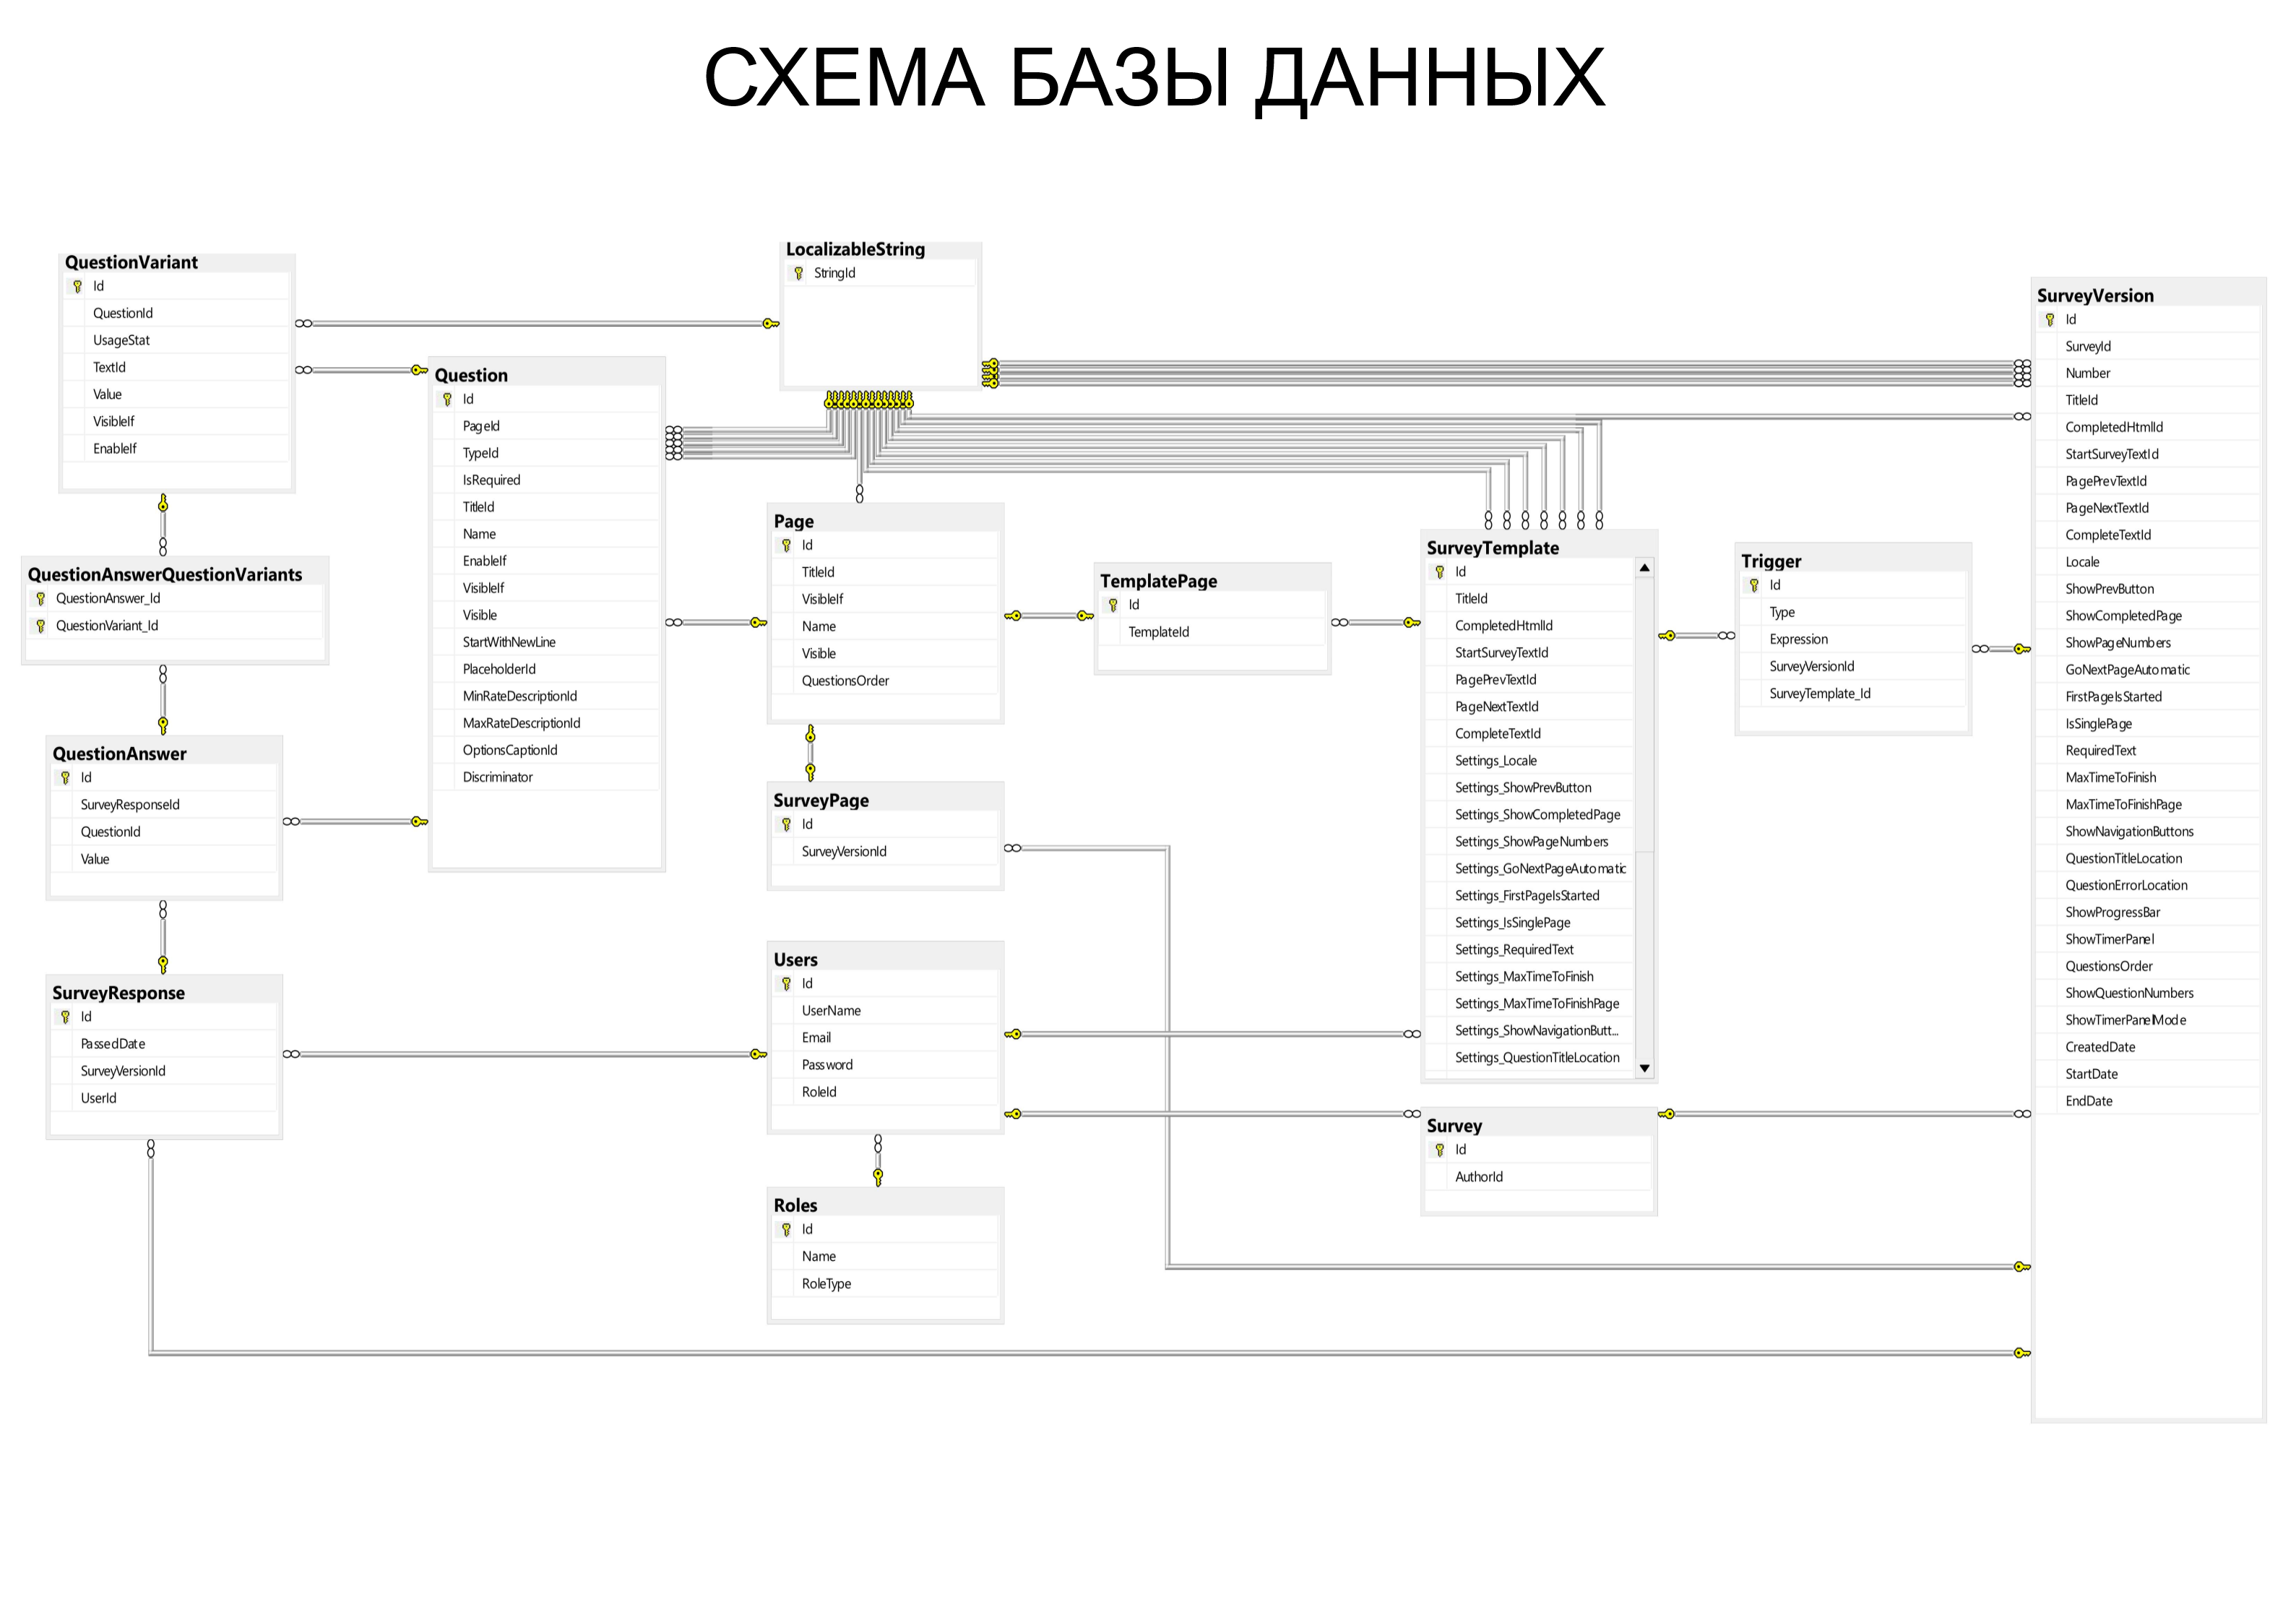 СХЕМА БАЗЫ ДАННЫХ
QuestionVariant
Id
QuestionId
UsageStat
TextId
Value
VisibleIf
EnableIf
QuestionAnswerQuestionVariants
QuestionAnswer_Id
QuestionVariant_Id
QuestionAnswer
Id
SurveyResponseId
QuestionId
Value
SurveyResponse
Id
PassedDate
SurveyVersionId
UserId
Question
Id
PageId
TypeId
IsRequired
TitleId
Name
EnableIf
VisibleIf
Visible
StartWithNewLine
PlaceholderId
MinRateDescriptionId
MaxRateDescriptionId
OptionsCaptionId
Discriminator
LocalizableString
StringId
Page
Id
TitleId
VisibleIf
Name
Visible
QuestionsOrder
SurveyPage
Id
SurveyVersionId
Users
Id
UserName
Email
Password
RoleId
Roles
Id
Name
RoleType
TemplatePage
Id
TemplateId
SurveyTemplate
Id
TitleId
CompletedHtmlId
StartSurveyTextId
PagePrevTextId
PageNextTextId
CompleteTextId
Settings_Locale
Settings_ShowPrevButton
Settings_ShowCompletedPage
Settings_ShowPageNumbers
Settings_GoNextPageAutomatic
Settings_FirstPageIsStarted
Settings_IsSinglePage
Settings_RequiredText
Settings_MaxTimeToFinish
Settings_MaxTimeToFinishPage
Settings_ShowNavigationButt...
Settings_QuestionTitleLocation
Survey
Id
AuthorId
Trigger
Id
Type
Expression
SurveyVersionId
SurveyTemplate_Id
SurveyVersion
Id
SurveyId
Number
TitleId
CompletedHtmlId
StartSurveyTextId
PagePrevTextId
PageNextTextId
CompleteTextId
Locale
ShowPrevButton
ShowCompletedPage
ShowPageNumbers
GoNextPageAutomatic
FirstPageIsStarted
IsSinglePage
RequiredText
MaxTimeToFinish
MaxTimeToFinishPage
ShowNavigationButtons
QuestionTitleLocation
QuestionErrorLocation
ShowProgressBar
ShowTimerPanel
QuestionsOrder
ShowQuestionNumbers
ShowTimerPanelMode
CreatedDate
StartDate
EndDate